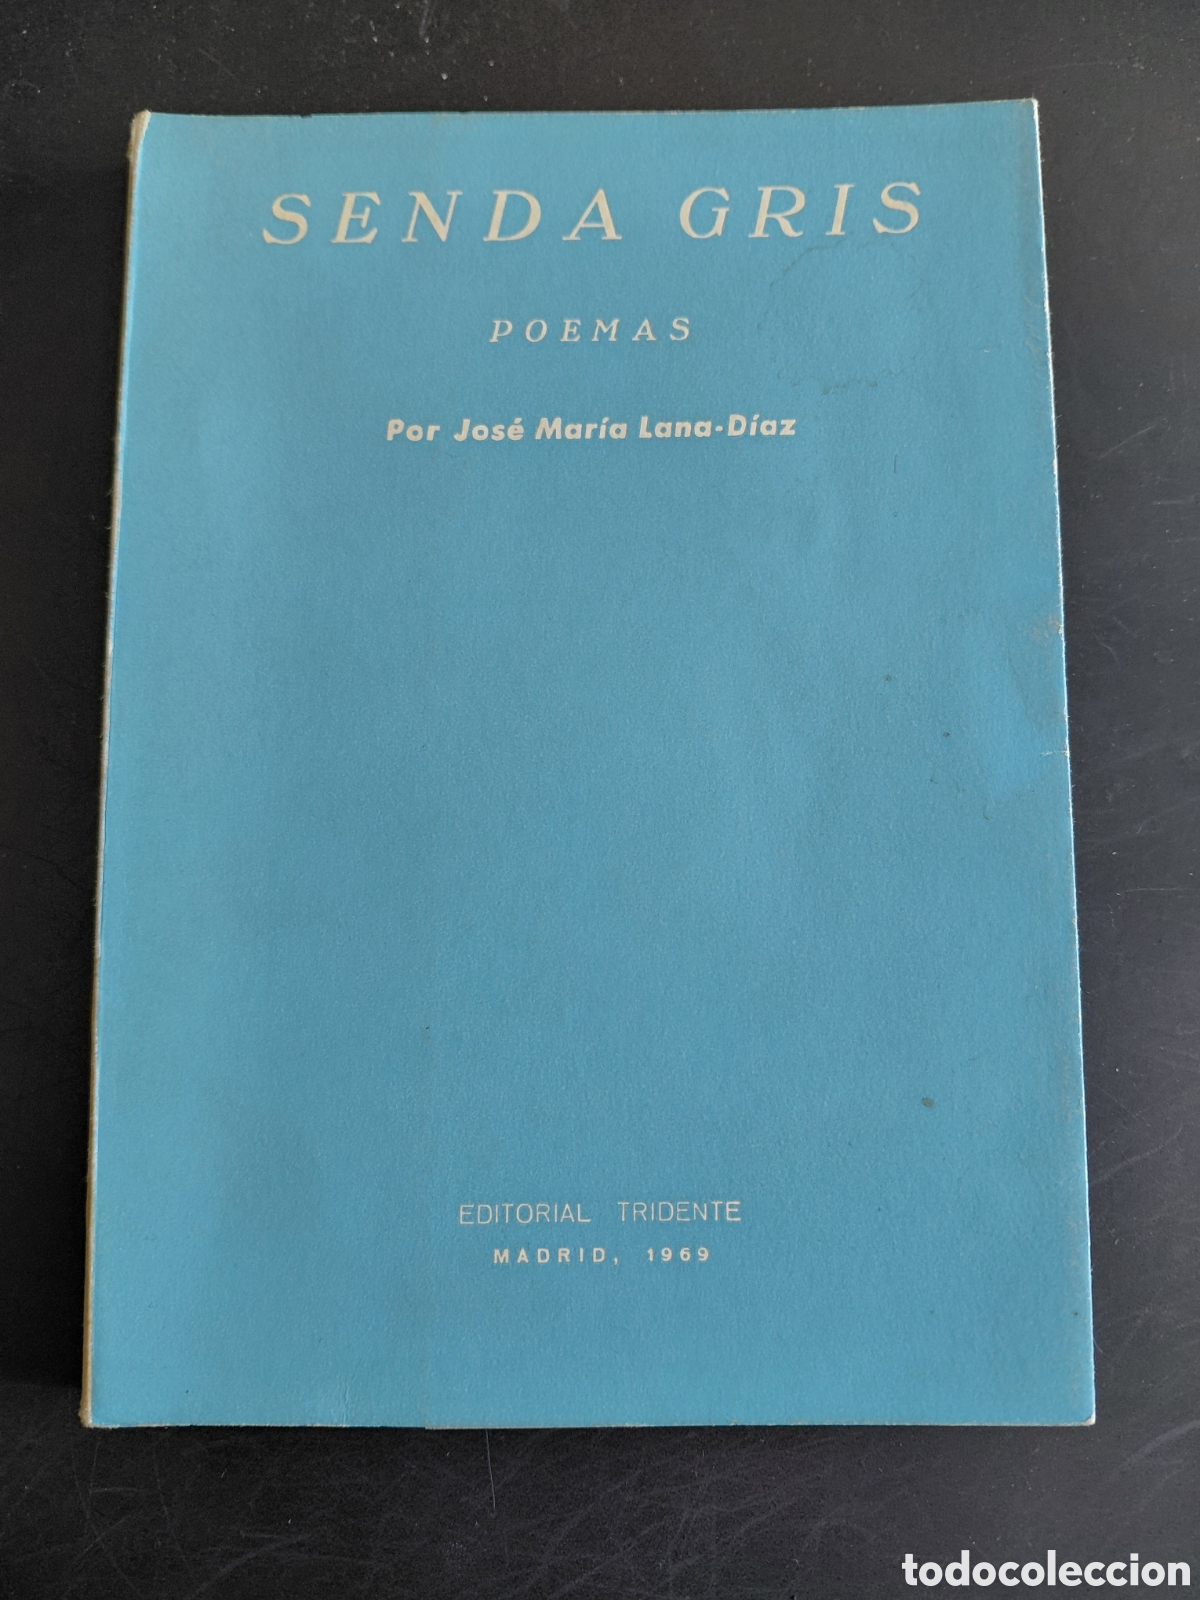 SENDA GRIS
POEMAS
Por José María Lana-Díaz
EDITORIAL TRIDENTE
MADRID, 1969
todocoleccion